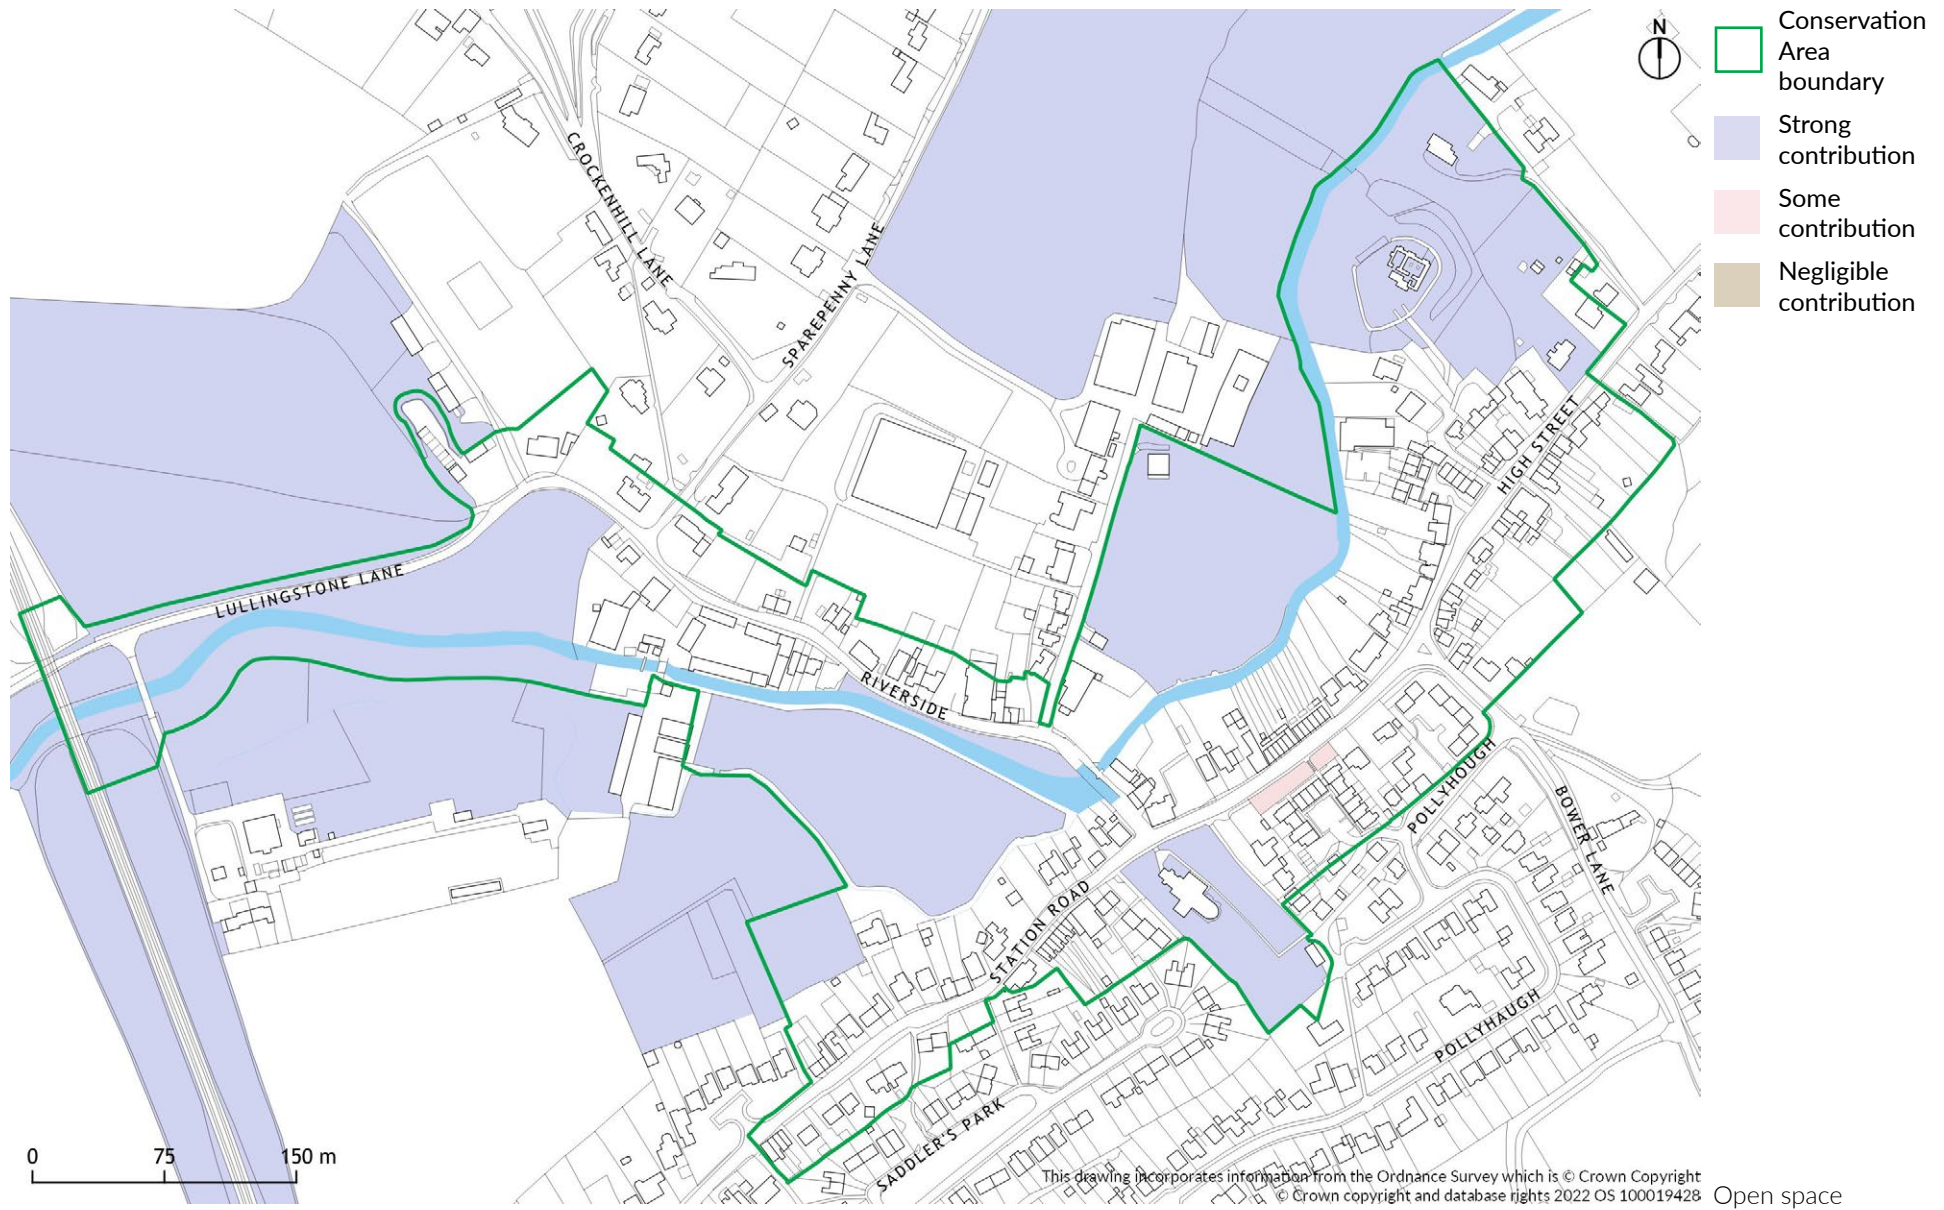 Conservation
Area
boundary
Strong
contribution
Some
contribution
Negligible
contribution
N
CROCKENHILL LANE
SPAREPENNY LANE
HIGH STREET
LULLINGSTONE LANE
RIVERSIDE
POLLYHOUGH
BOWER LANE
STATION ROAD
POLLYHAUGH
SADDLER'S PARK
0 75 150 m
This drawing incorporates information from the Ordnance Survey which is © Crown Copyright
© Crown copyright and database rights 2022 OS 100019428
Open space